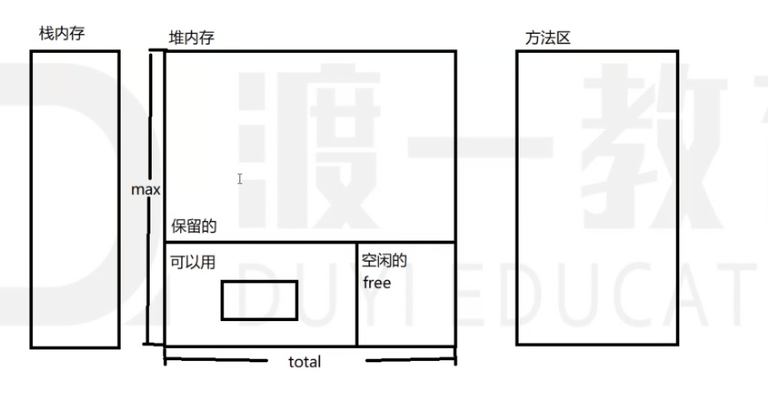 栈内存
堆内存
方法区
max
保留的
可以用
空闲的
free
total
渡一教育
DUYI EDUCAT